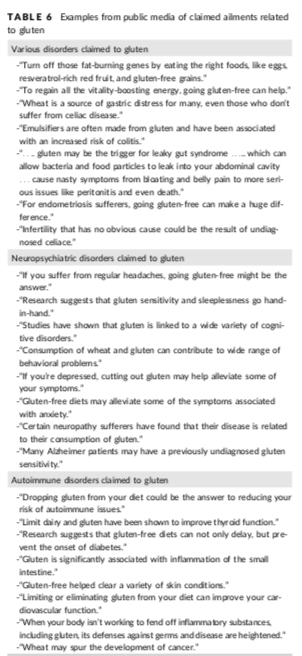 TABLE 6 Examples from public media of claimed ailments related
to gluten
Various disorders claimed to gluten
-"Turn off those fat-burning genes by eating the right foods, like eggs,
resveratrol-rich red fruit, and gluten-free grains."
-"To regain all the vitality-boosting energy, going gluten-free can help."
-"What is a source of gastric distress for many, even those who don't
suffer from celiac disease."
-"Emulsifiers are often made from gluten and have been associated
with an increased risk of colitis."
-"... gluten may be the trigger for leaky gut syndrome ..... which can
allow bacteria and food particles to leak into your abdominal cavity
... cause nasty symptoms from bloating and belly pain to more seri-
ous issues like peritonitis and even death."
-"For endometriosis sufferers, going gluten-free can make a huge dif-
ference."
-"Infertility that has no obvious cause could be the result of undiag-
nosed celiace."
Neuropsychiatric disorders claimed to gluten
-"If you suffer from regular headaches, going gluten-free might be the
answer."
-"Research suggests that gluten sensitivity and sleeplessness go hand-
in-hand."
-"Studies have shown that gluten is linked to a wide variety of cogni-
tive disorders."
-"Consumption of wheat and gluten can contribute to wide range of
behavioral problems."
-"If you're depressed, cutting out gluten may help alleviate some of
your symptoms."
-"Gluten-free diets may alleviate some of the symptoms associated
with anxiety."
-"Certain neuropathy sufferers have found that their disease is related
to their consumption of gluten."
-"Many Alzheimer patients may have a previously undiagnosed gluten
sensitivity."
Autoimmune disorders claimed to gluten
-"Dropping gluten from your diet could be the answer to reducing your
risk of autoimmune issues."
-"Limit dairy and gluten have been shown to improve thyroid function."
-"Research suggests that gluten-free diets can not only delay, but pre-
vent the onset of diabetes."
-"Gluten is significantly associated with inflammation of the small
intestine."
-"Gluten-free helped clear a variety of skin conditions."
-"Limiting or eliminating gluten from your diet can improve your car-
diovascular function."
-"When your body isn't working to fend off inflammatory substances,
including gluten, its defenses against germs and disease are heightened."
-"Wheat may spur the development of cancer."